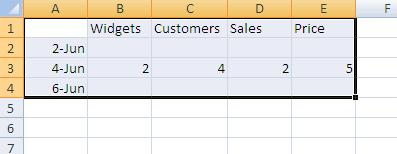 A B C D E F
1 Widgets Customers Sales Price
2 2-Jun
3 4-Jun 2 4 2 5
4 6-Jun
5
6
7